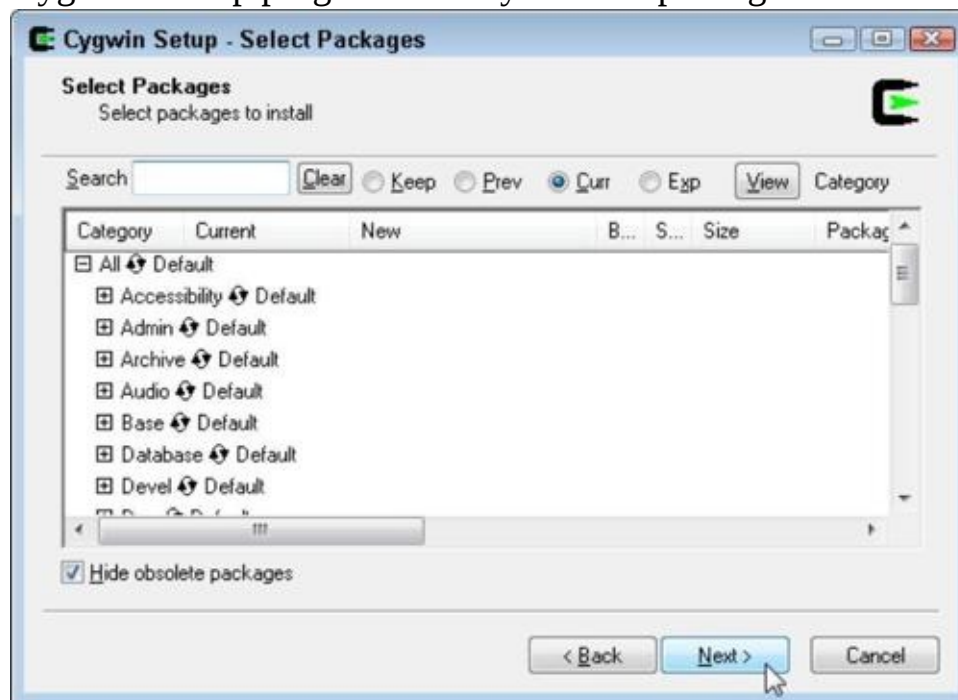 Cygwin Setup - Select Packages
Select Packages
Select packages to install
Search Clear Keep Prev Curr Exp View Category
Category Current New B... S... Size Packag
All Default
Accessibility Default
Admin Default
Archive Default
Audio Default
Base Default
Database Default
Devel Default
Hide obsolete packages
< Back Next > Cancel